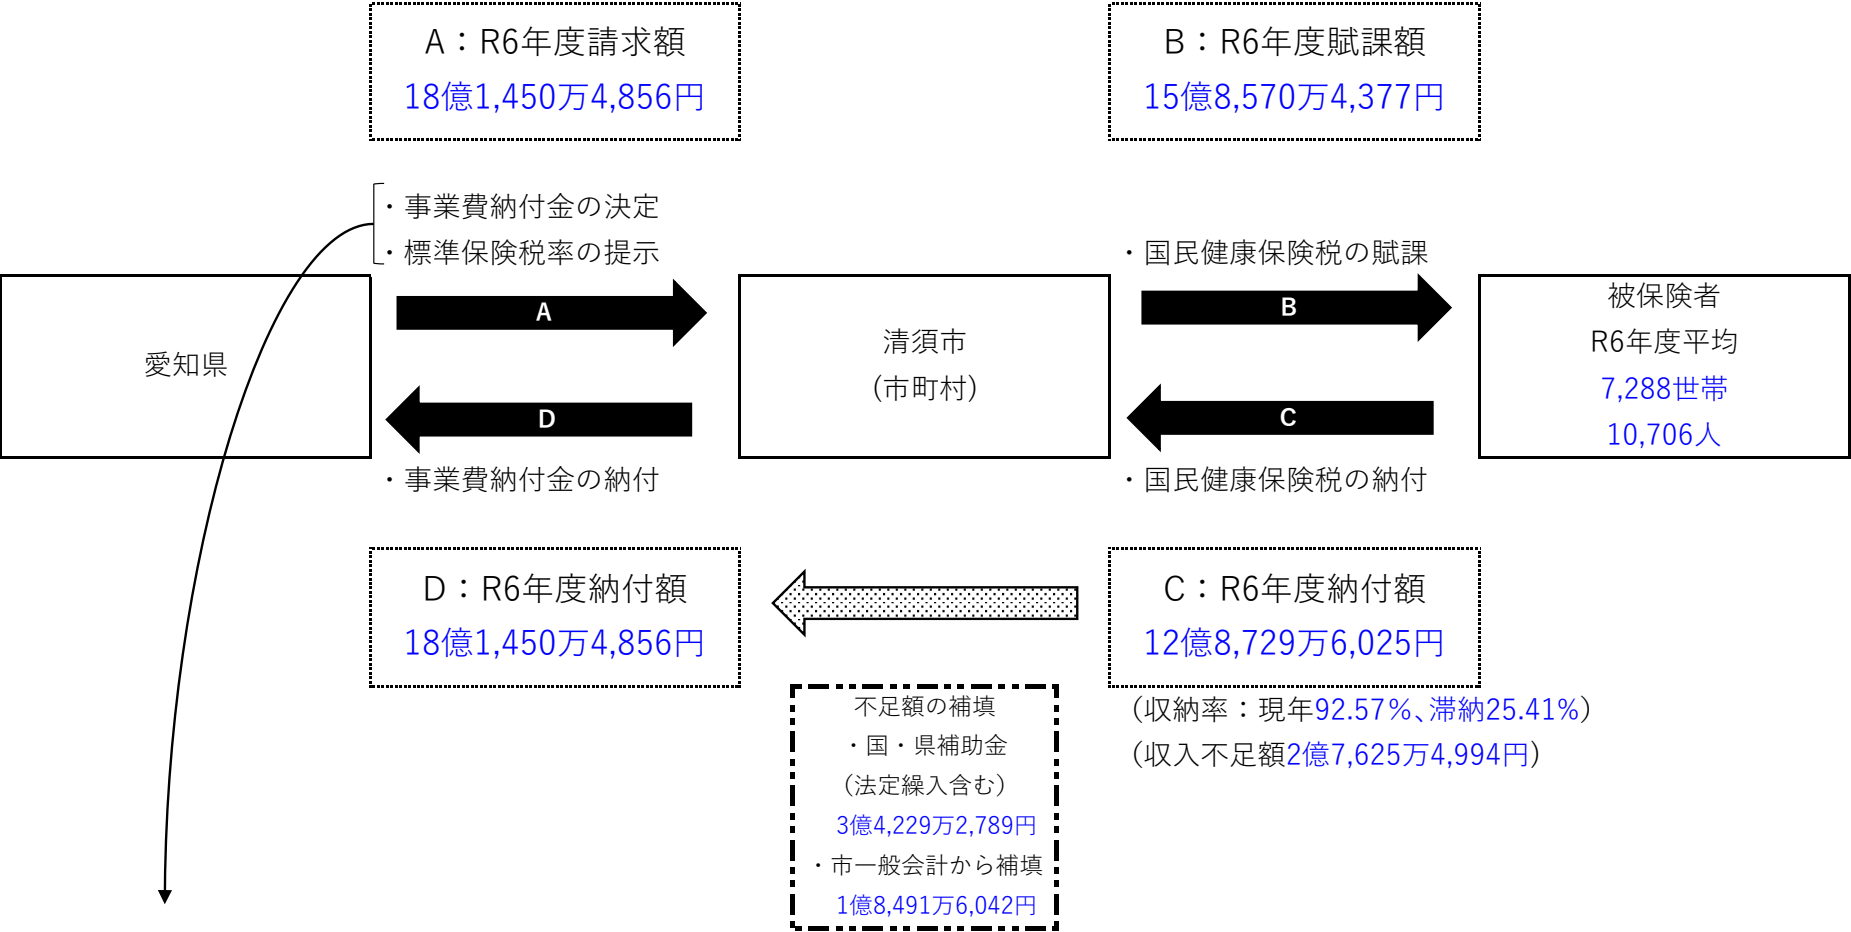 A：R6年度請求額
18億1,450万4,856円
B：R6年度賦課額
15億8,570万4,377円
・事業費納付金の決定
・標準保険税率の提示
・国民健康保険税の賦課
愛知県
A
D
清須市
(市町村)
B
C
被保険者
R6年度平均
7,288世帯
10,706人
・事業費納付金の納付
・国民健康保険税の納付
D：R6年度納付額
18億1,450万4,856円
C：R6年度納付額
12億8,729万6,025円
（収納率：現年92.57％、滞納25.41%）
（収入不足額2億7,625万4,994円）
不足額の補填
・国・県補助金
（法定繰入含む）
3億4,229万2,789円
・市一般会計から補填
1億8,491万6,042円